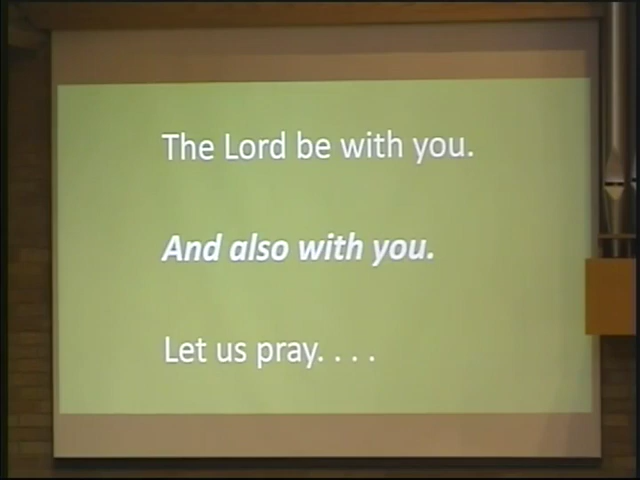 The Lord be with you.
And also with you.
Let us pray. . . .